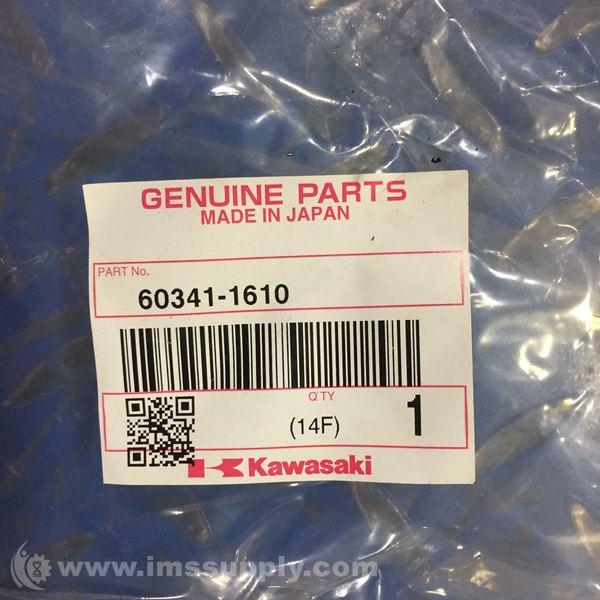 GENUINE PARTS
MADE IN JAPAN
PART No.
60341-1610
Q'TY
(14F)
1
Kawasaki
www.imssupply.com